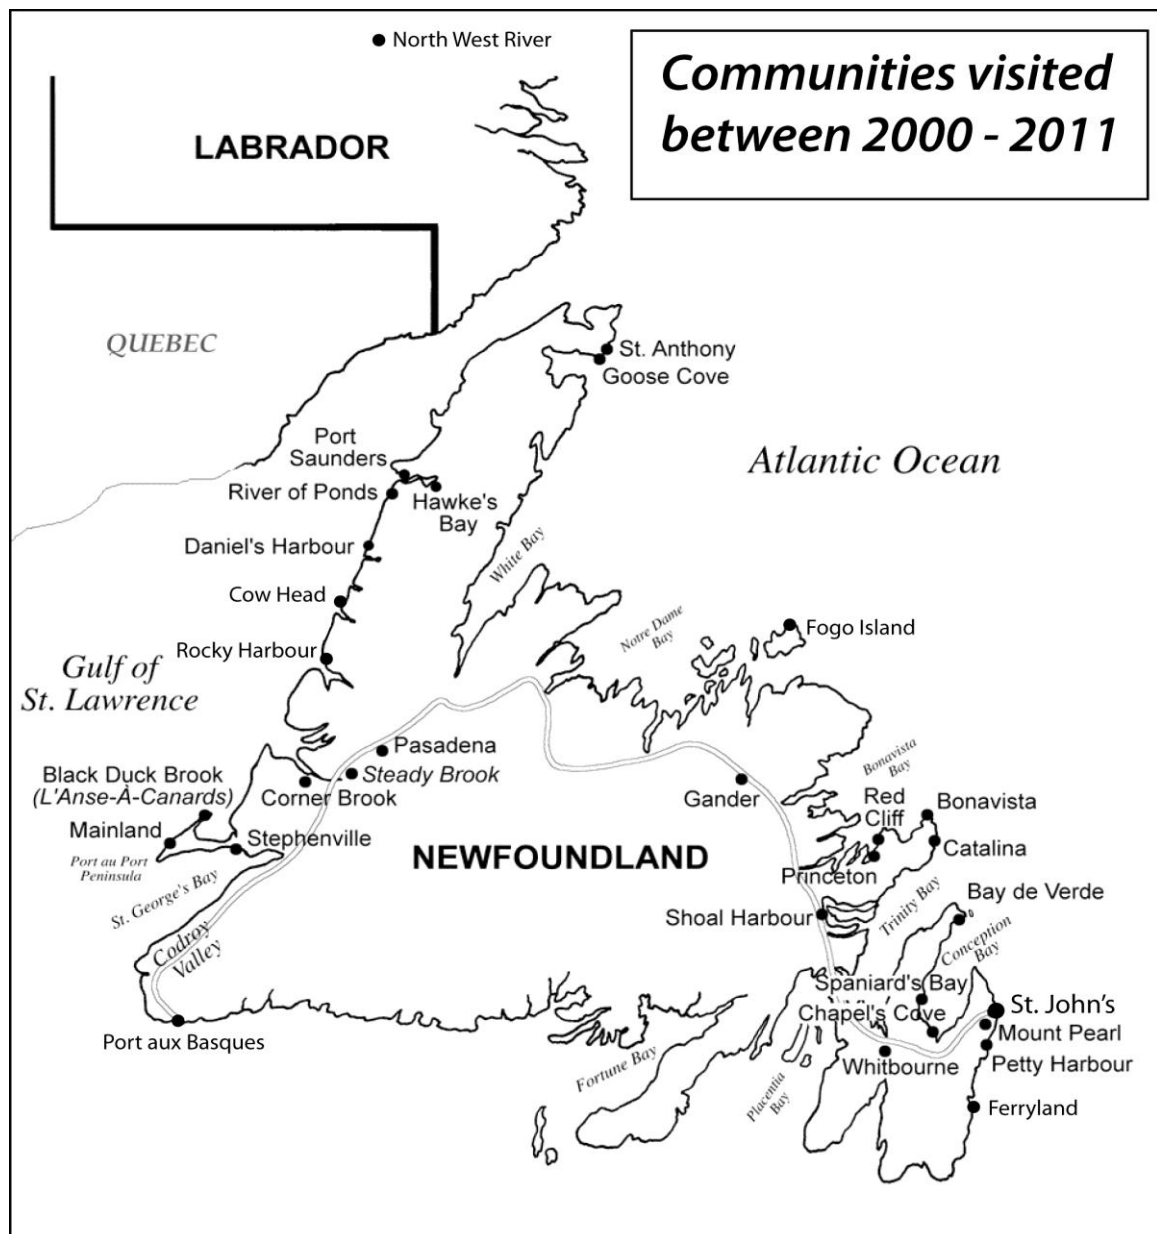 North West River
Communities visited
between 2000 - 2011
LABRADOR
QUEBEC
St. Anthony
Goose Cove
Port
Saunders
Atlantic Ocean
River of Ponds
Hawke's
Bay
Daniel's Harbour
White Bay
Cow Head
Notre Dame
Bay
Fogo Island
Rocky Harbour
Gulf of
St. Lawrence
Pasadena
Steady Brook
Black Duck Brook
(L'Anse-À-Canards)
Corner Brook
Gander
Bonavista
Bay
Red
Cliff
Bonavista
Mainland
Stephenville
Catalina
Port au Port
Peninsula
NEWFOUNDLAND
Princeton
St. George's Bay
Bay de Verde
Shoal Harbour
Trinity Bay
Conception
Bay
Codroy
Valley
Spaniard's Bay
Chapel's Cove
St. John's
Mount Pearl
Port aux Basques
Whitbourne
Petty Harbour
Fortune Bay
Placentia
Bay
Ferryland